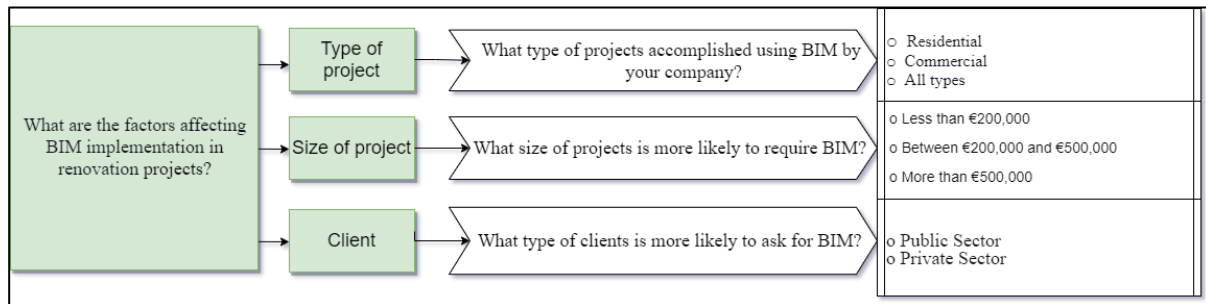 What are the factors affecting
BIM implementation in
renovation projects?
Type of
project
What type of projects accomplished using BIM by
your company?
o Residential
o Commercial
o All types
Size of project
What size of projects is more likely to require BIM?
o Less than €200,000
o Between €200,000 and €500,000
o More than €500,000
Client
What type of clients is more likely to ask for BIM?
o Public Sector
o Private Sector